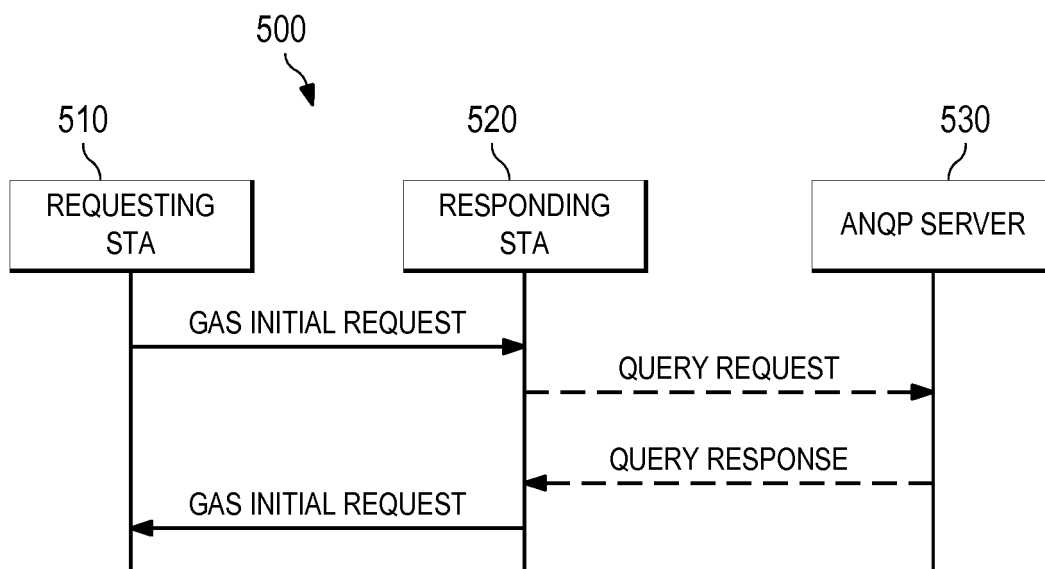 500
510
520
530
REQUESTING
STA
RESPONDING
STA
ANQP SERVER
GAS INITIAL REQUEST
QUERY REQUEST
QUERY RESPONSE
GAS INITIAL REQUEST